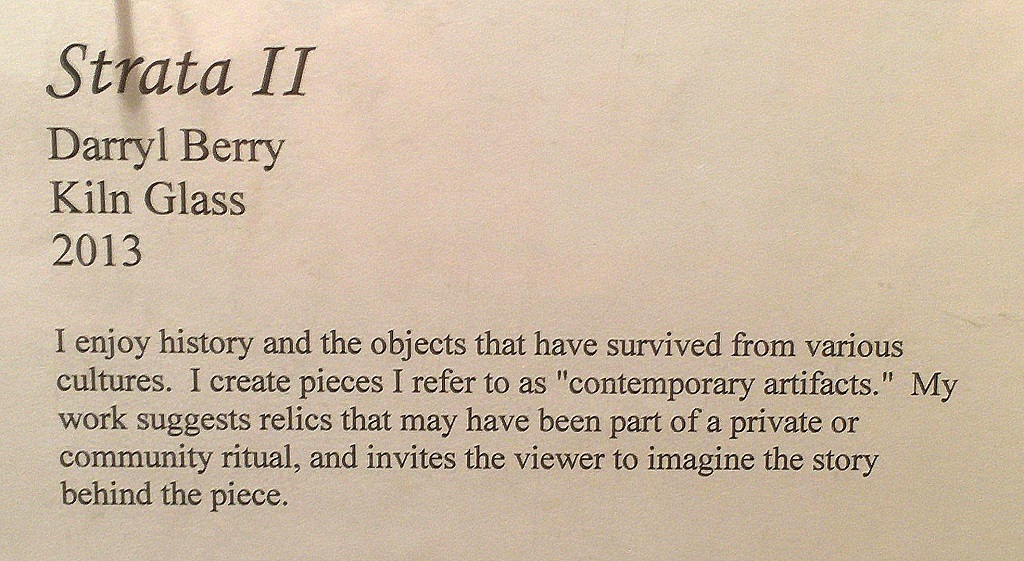 Strata II
Darryl Berry
Kiln Glass
2013
I enjoy history and the objects that have survived from various
cultures.  I create pieces I refer to as "contemporary artifacts."  My
work suggests relics that may have been part of a private or
community ritual, and invites the viewer to imagine the story
behind the piece.